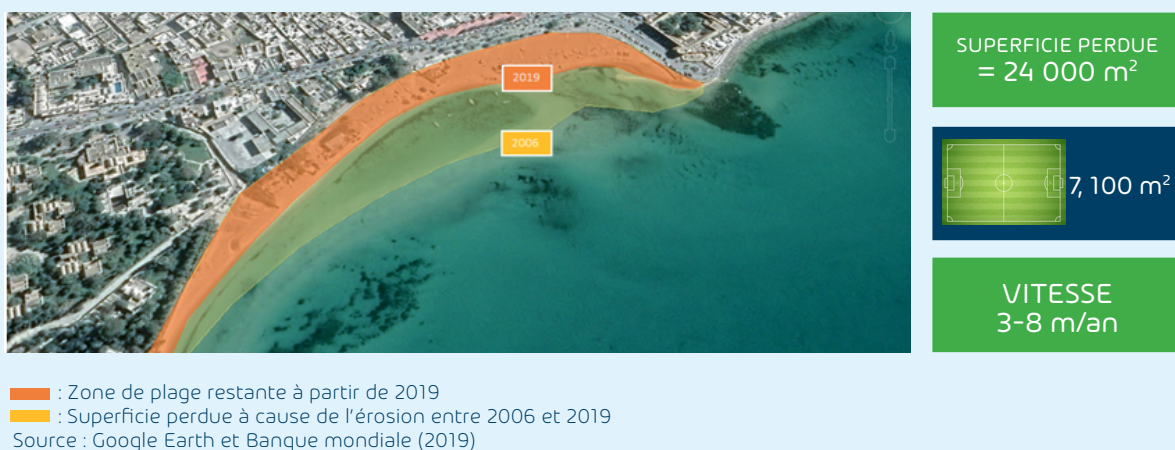 2019
2006
SUPERFICIE PERDUE
= 24 000 m²
7, 100 m²
VITESSE
3-8 m/an
: Zone de plage restante à partir de 2019
: Superficie perdue à cause de l’érosion entre 2006 et 2019
Source : Google Earth et Banque mondiale (2019)